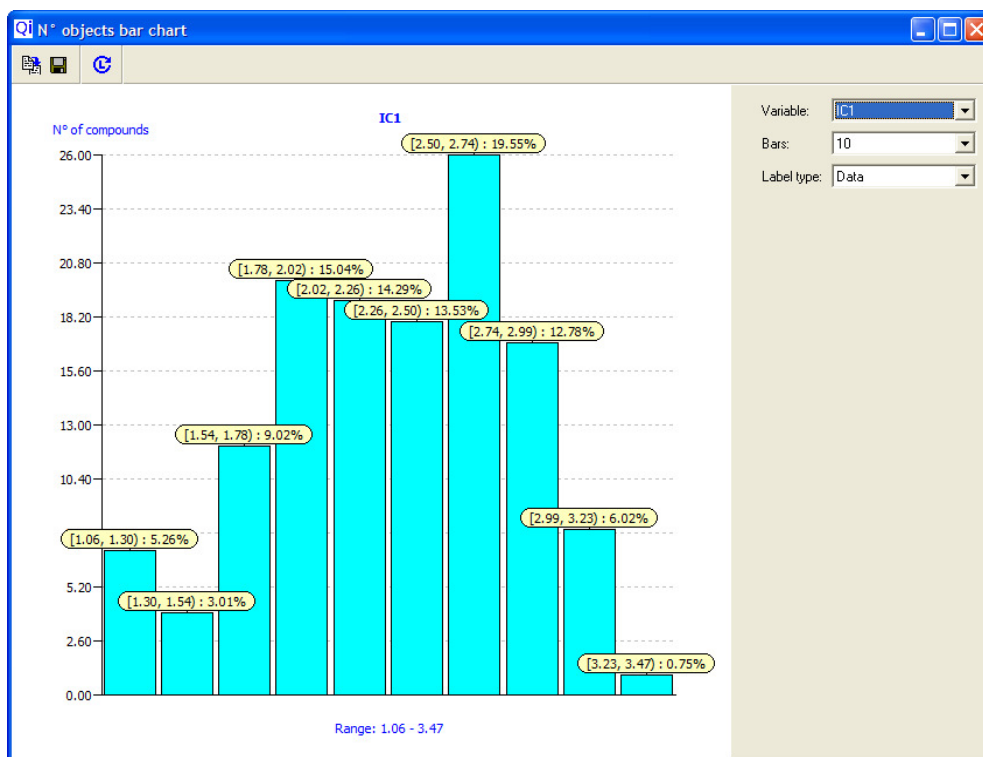 Qi N° objects bar chart
Variable: IC1
Bars: 10
Label type: Data
IC1
N° of compounds
26.00
23.40
20.80
18.20
15.60
13.00
10.40
5.20
2.60
0.00
[2.50, 2.74) : 19.55%
[1.78, 2.02) : 15.04%
[2.02, 2.26) : 14.29%
[2.26, 2.50) : 13.53%
[2.74, 2.99) : 12.78%
[1.54, 1.78) : 9.02%
[2.99, 3.23) : 6.02%
[1.06, 1.30) : 5.26%
[1.30, 1.54) : 3.01%
[3.23, 3.47) : 0.75%
Range: 1.06 - 3.47